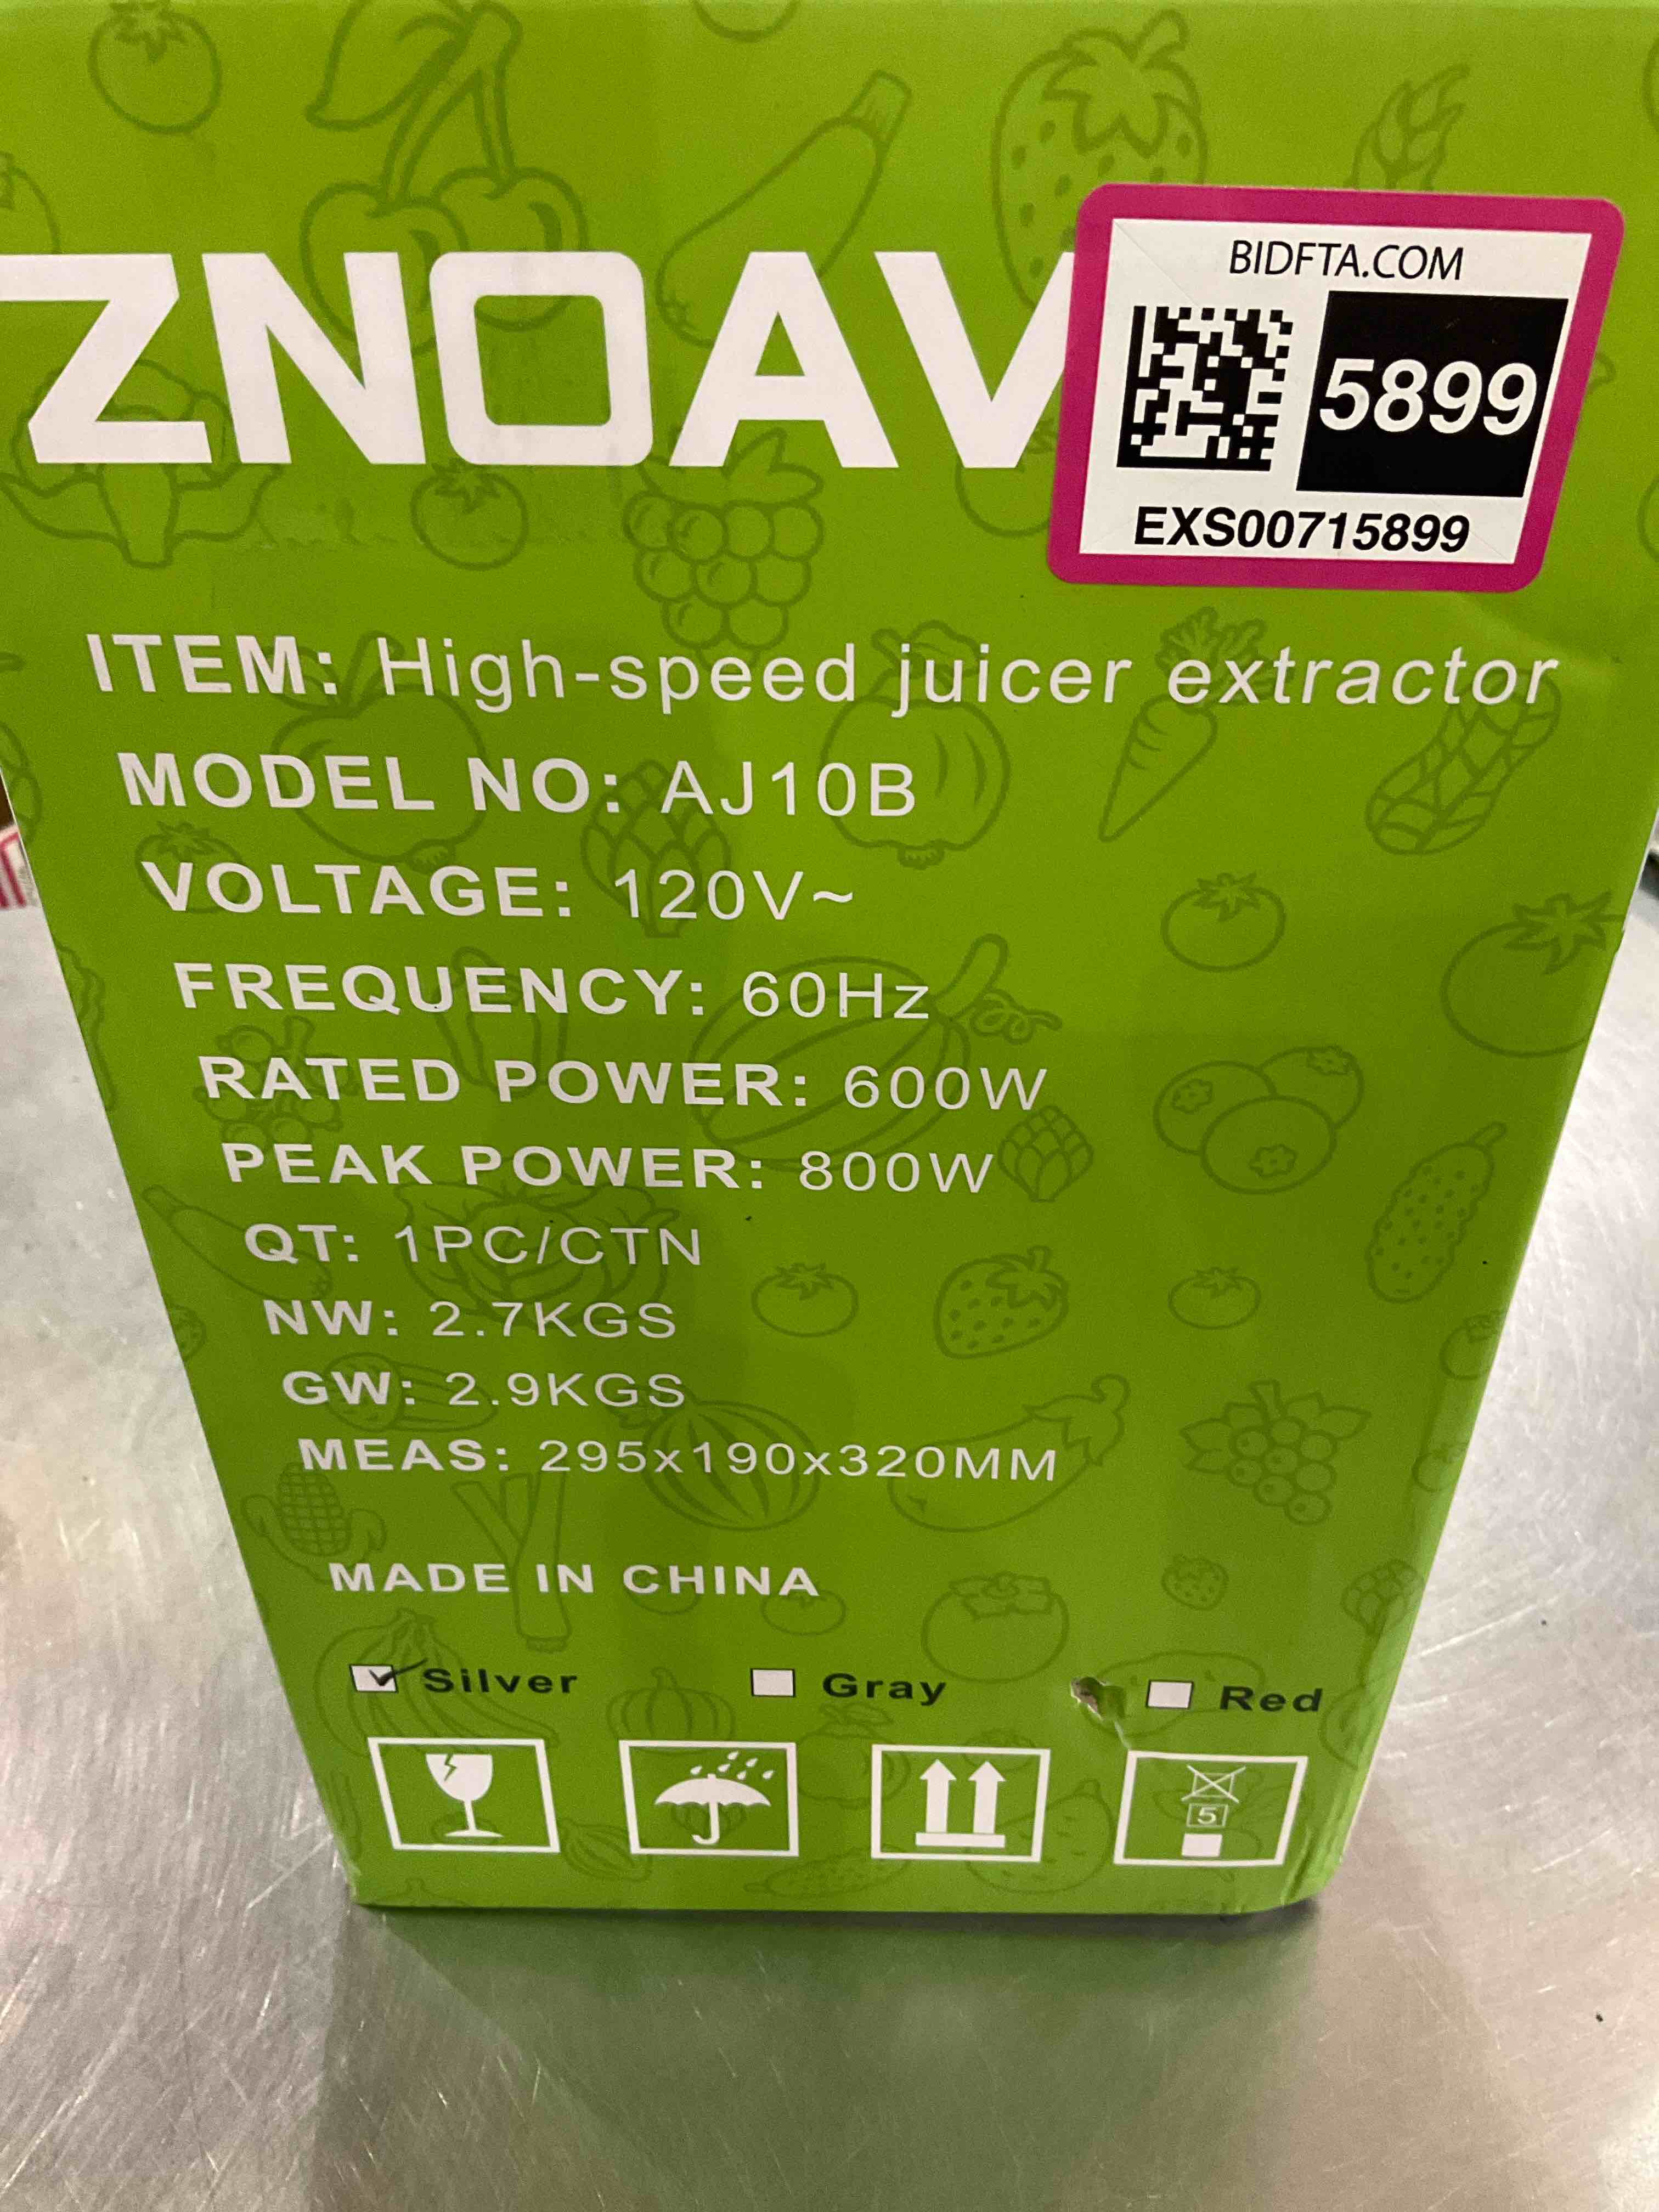 ZNOAV
BIDFTA.COM
5899
EXS00715899
ITEM: High-speed juicer extractor
MODEL NO: AJ10B
VOLTAGE: 120V~
FREQUENCY: 60Hz
RATED POWER: 600W
PEAK POWER: 800W
QT: 1PC/CTN
NW: 2.7KGS
GW: 2.9KGS
MEAS: 295x190x320MM
MADE IN CHINA
Silver Gray Red
5